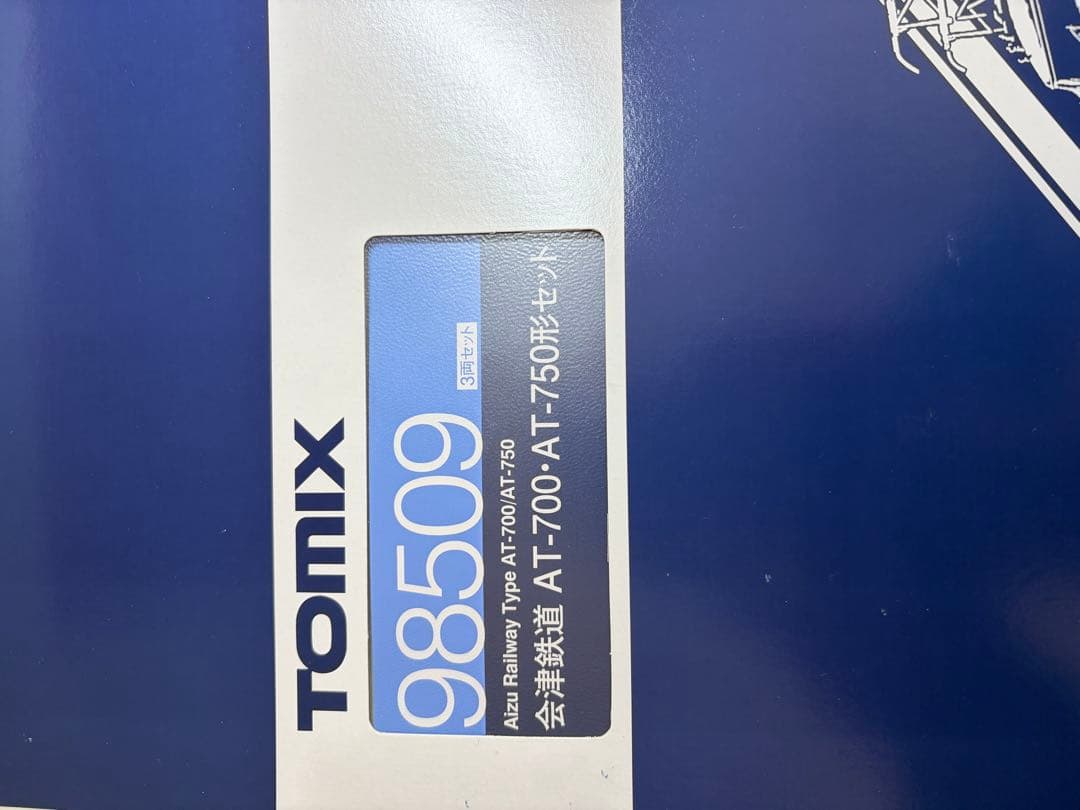 TOMIX
98509 3両セット
Aizu Railway Type AT-700/AT-750
会津鉄道 AT-700・AT-750形セット